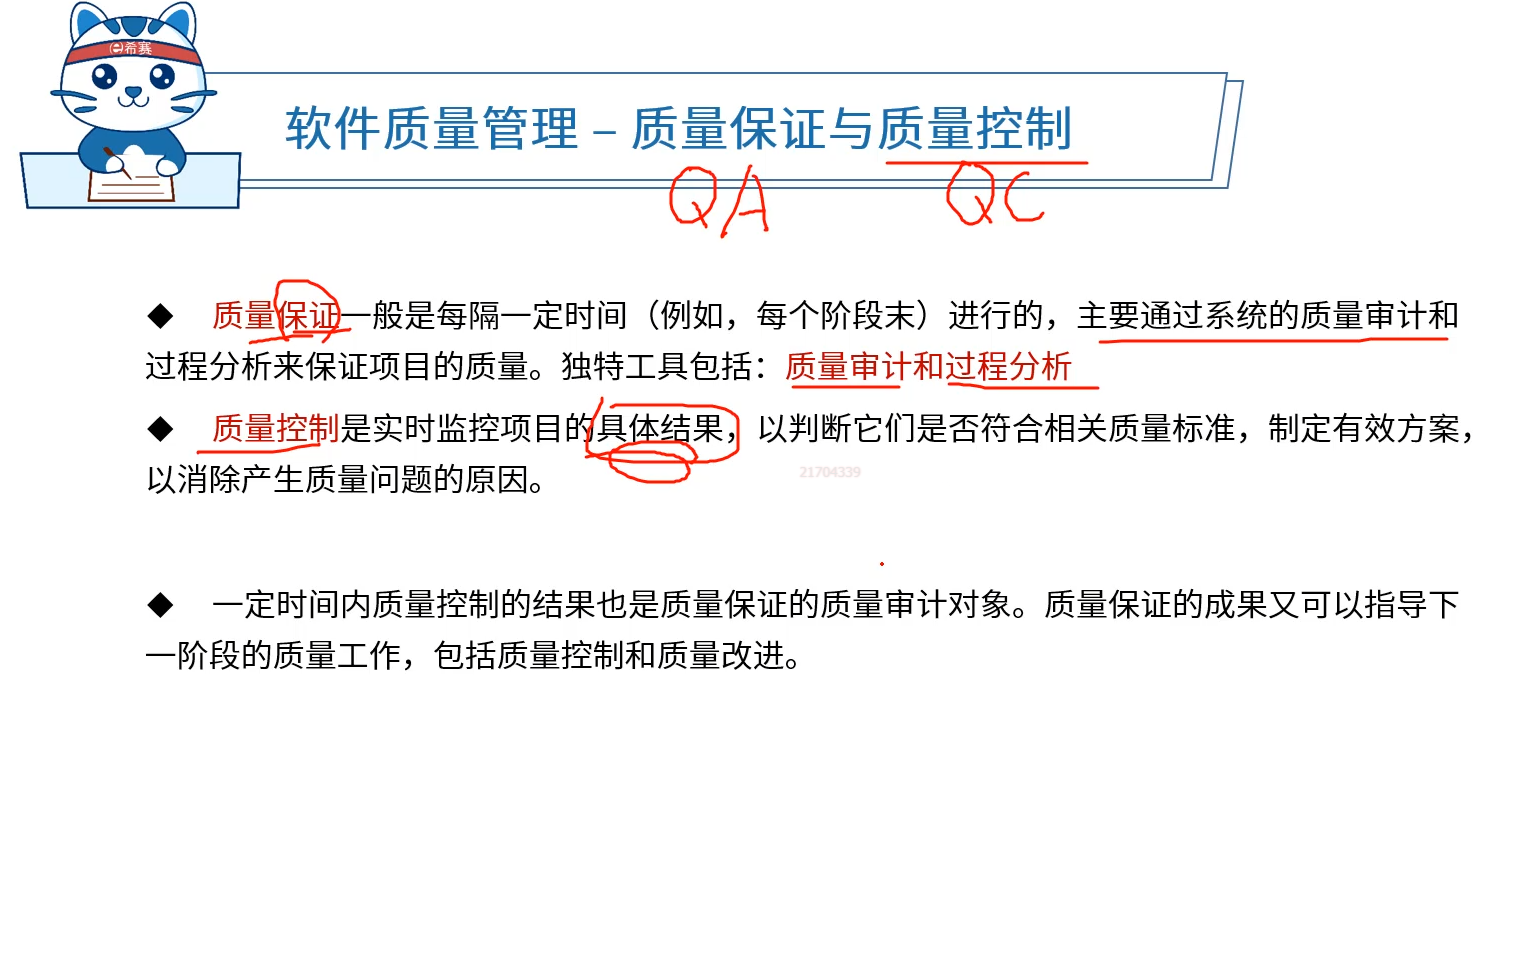 e希赛
软件质量管理 – 质量保证与质量控制
QA QC
◆ 质量保证一般是每隔一定时间（例如，每个阶段末）进行的，主要通过系统的质量审计和
过程分析来保证项目的质量。独特工具包括：质量审计和过程分析
◆ 质量控制是实时监控项目的具体结果，以判断它们是否符合相关质量标准，制定有效方案，
以消除产生质量问题的原因。
21704339
◆ 一定时间内质量控制的结果也是质量保证的质量审计对象。质量保证的成果又可以指导下
一阶段的质量工作，包括质量控制和质量改进。